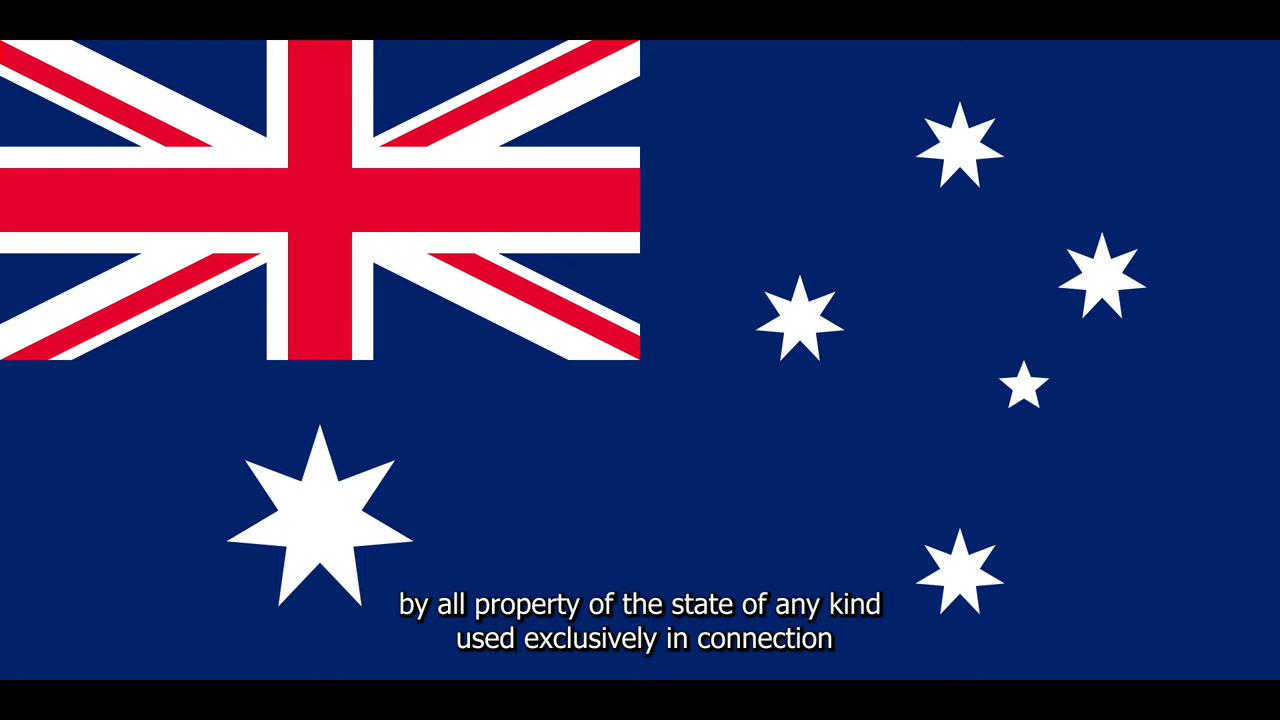 by all property of the state of any kind
used exclusively in connection